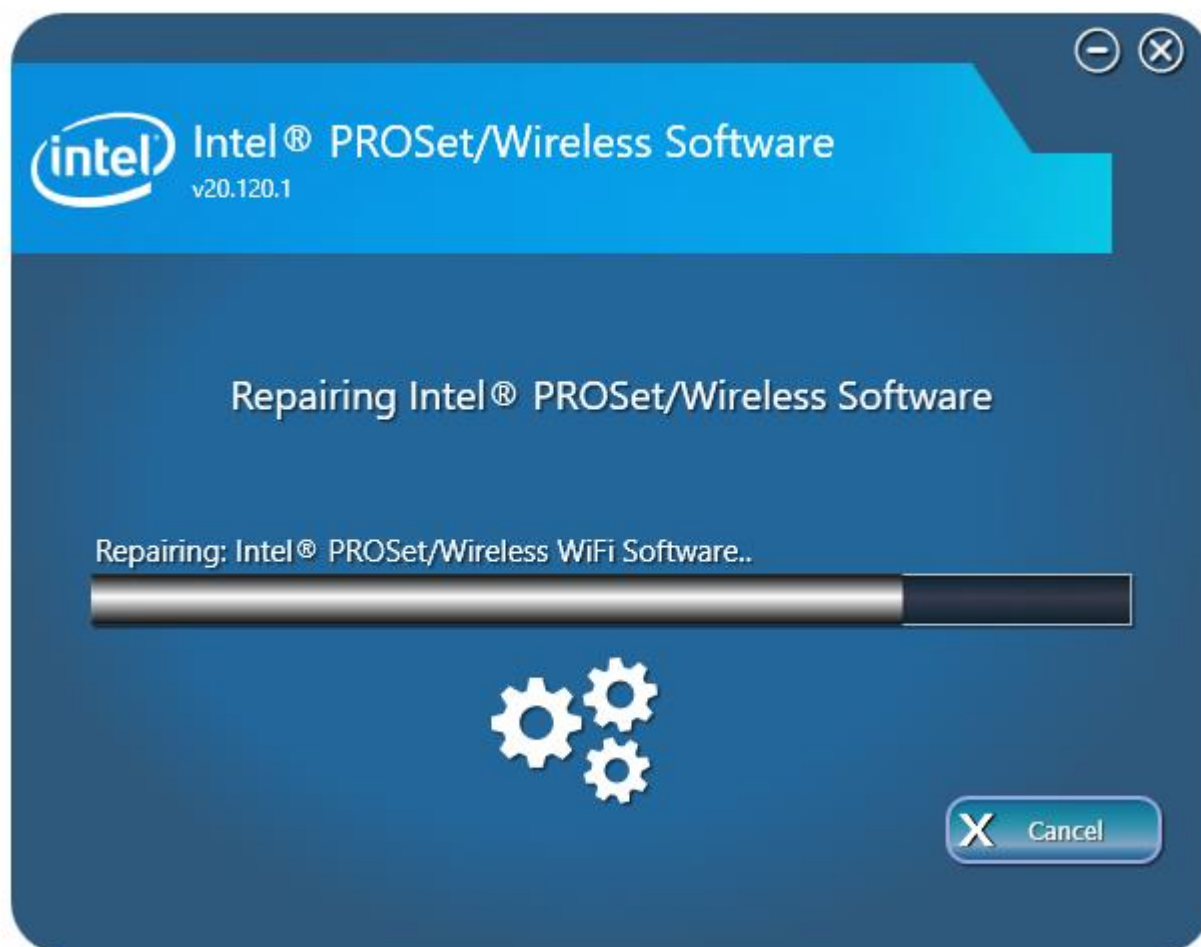 intel
Intel® PROSet/Wireless Software
v20.120.1
Repairing Intel® PROSet/Wireless Software
Repairing: Intel® PROSet/Wireless WiFi Software..
X Cancel